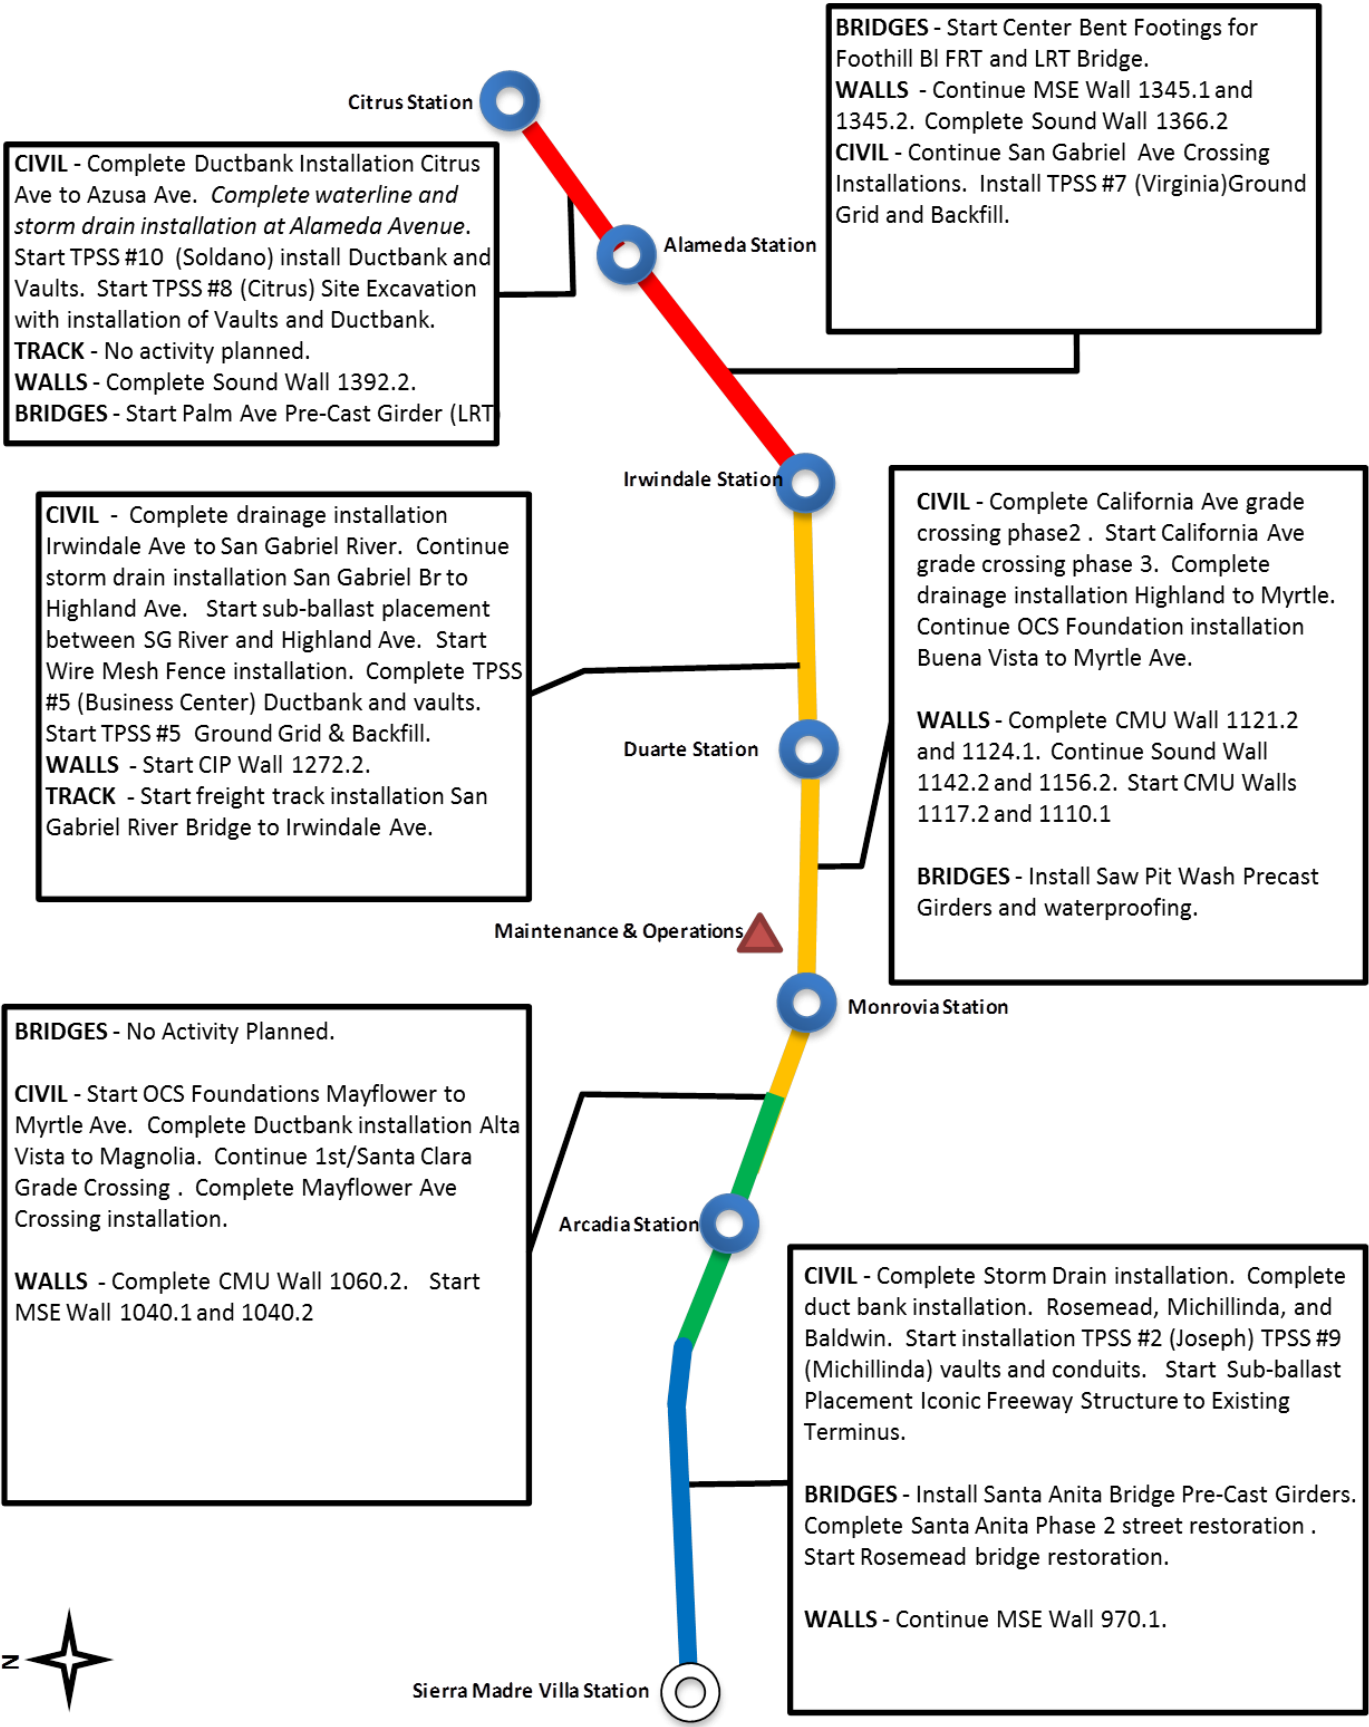 BRIDGES - Start Center Bent Footings for
Foothill Bl FRT and LRT Bridge.
WALLS - Continue MSE Wall 1345.1 and
1345.2. Complete Sound Wall 1366.2
CIVIL - Continue San Gabriel Ave Crossing
Installations. Install TPSS #7 (Virginia)Ground
Grid and Backfill.
Citrus Station
CIVIL - Complete Ductbank Installation Citrus
Ave to Azusa Ave. Complete waterline and
storm drain installation at Alameda Avenue.
Start TPSS #10 (Soldano) install Ductbank and
Vaults. Start TPSS #8 (Citrus) Site Excavation
with installation of Vaults and Ductbank.
TRACK - No activity planned.
WALLS - Complete Sound Wall 1392.2.
BRIDGES - Start Palm Ave Pre-Cast Girder (LRT)
Alameda Station
Irwindale Station
CIVIL - Complete drainage installation
Irwindale Ave to San Gabriel River. Continue
storm drain installation San Gabriel Br to
Highland Ave. Start sub-ballast placement
between SG River and Highland Ave. Start
Wire Mesh Fence installation. Complete TPSS
#5 (Business Center) Ductbank and vaults.
Start TPSS #5 Ground Grid & Backfill.
WALLS - Start CIP Wall 1272.2.
TRACK - Start freight track installation San
Gabriel River Bridge to Irwindale Ave.
CIVIL - Complete California Ave grade
crossing phase2 . Start California Ave
grade crossing phase 3. Complete
drainage installation Highland to Myrtle.
Continue OCS Foundation installation
Buena Vista to Myrtle Ave.
WALLS - Complete CMU Wall 1121.2
and 1124.1. Continue Sound Wall
1142.2 and 1156.2. Start CMU Walls
1117.2 and 1110.1
BRIDGES - Install Saw Pit Wash Precast
Girders and waterproofing.
Duarte Station
Maintenance & Operations
Monrovia Station
BRIDGES - No Activity Planned.
CIVIL - Start OCS Foundations Mayflower to
Myrtle Ave. Complete Ductbank installation Alta
Vista to Magnolia. Continue 1st/Santa Clara
Grade Crossing . Complete Mayflower Ave
Crossing installation.
WALLS - Complete CMU Wall 1060.2. Start
MSE Wall 1040.1 and 1040.2
Arcadia Station
CIVIL - Complete Storm Drain installation. Complete
duct bank installation. Rosemead, Michillinda, and
Baldwin. Start installation TPSS #2 (Joseph) TPSS #9
(Michillinda) vaults and conduits. Start Sub-ballast
Placement Iconic Freeway Structure to Existing
Terminus.
BRIDGES - Install Santa Anita Bridge Pre-Cast Girders.
Complete Santa Anita Phase 2 street restoration .
Start Rosemead bridge restoration.
WALLS - Continue MSE Wall 970.1.
N
Sierra Madre Villa Station